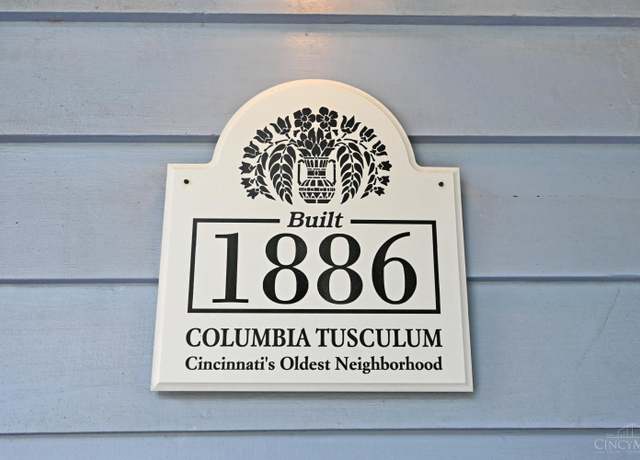 Built
1886
COLUMBIA TUSCULUM
Cincinnati's Oldest Neighborhood